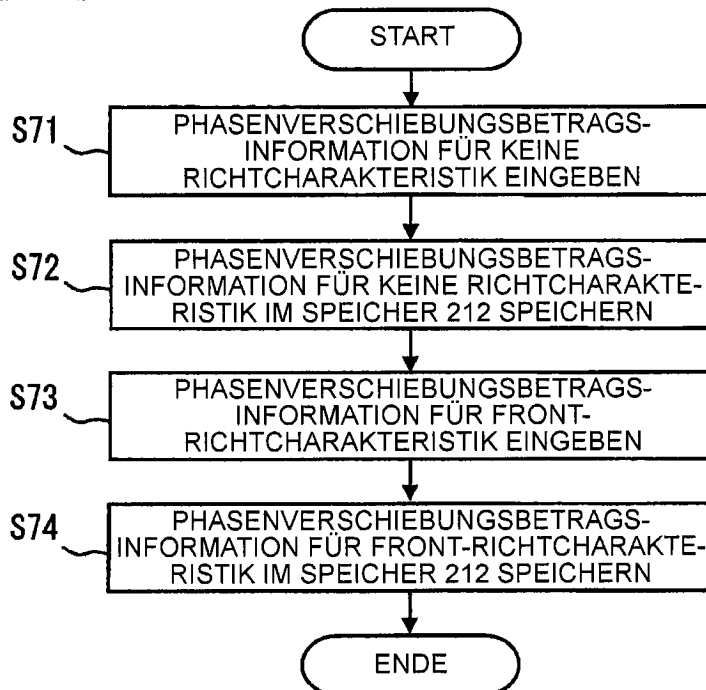 START
S71
PHASENVERSCHIEBUNGSBETRAGS-
INFORMATION FÜR KEINE
RICHTCHARAKTERISTIK EINGEBEN
S72
PHASENVERSCHIEBUNGSBETRAGS-
INFORMATION FÜR KEINE RICHTCHARAKTE-
RISTIK IM SPEICHER 212 SPEICHERN
S73
PHASENVERSCHIEBUNGSBETRAGS-
INFORMATION FÜR FRONT-
RICHTCHARAKTERISTIK EINGEBEN
S74
PHASENVERSCHIEBUNGSBETRAGS-
INFORMATION FÜR FRONT-RICHTCHARAKTE-
RISTIK IM SPEICHER 212 SPEICHERN
ENDE